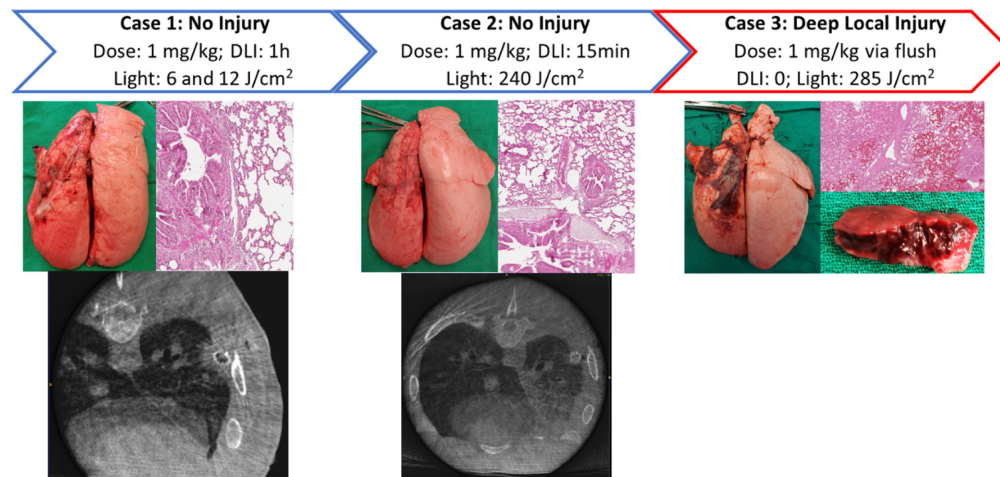 Case 1: No Injury
Dose: 1 mg/kg; DLI: 1h
Light: 6 and 12 J/cm²
Case 2: No Injury
Dose: 1 mg/kg; DLI: 15min
Light: 240 J/cm²
Case 3: Deep Local Injury
Dose: 1 mg/kg via flush
DLI: 0; Light: 285 J/cm²